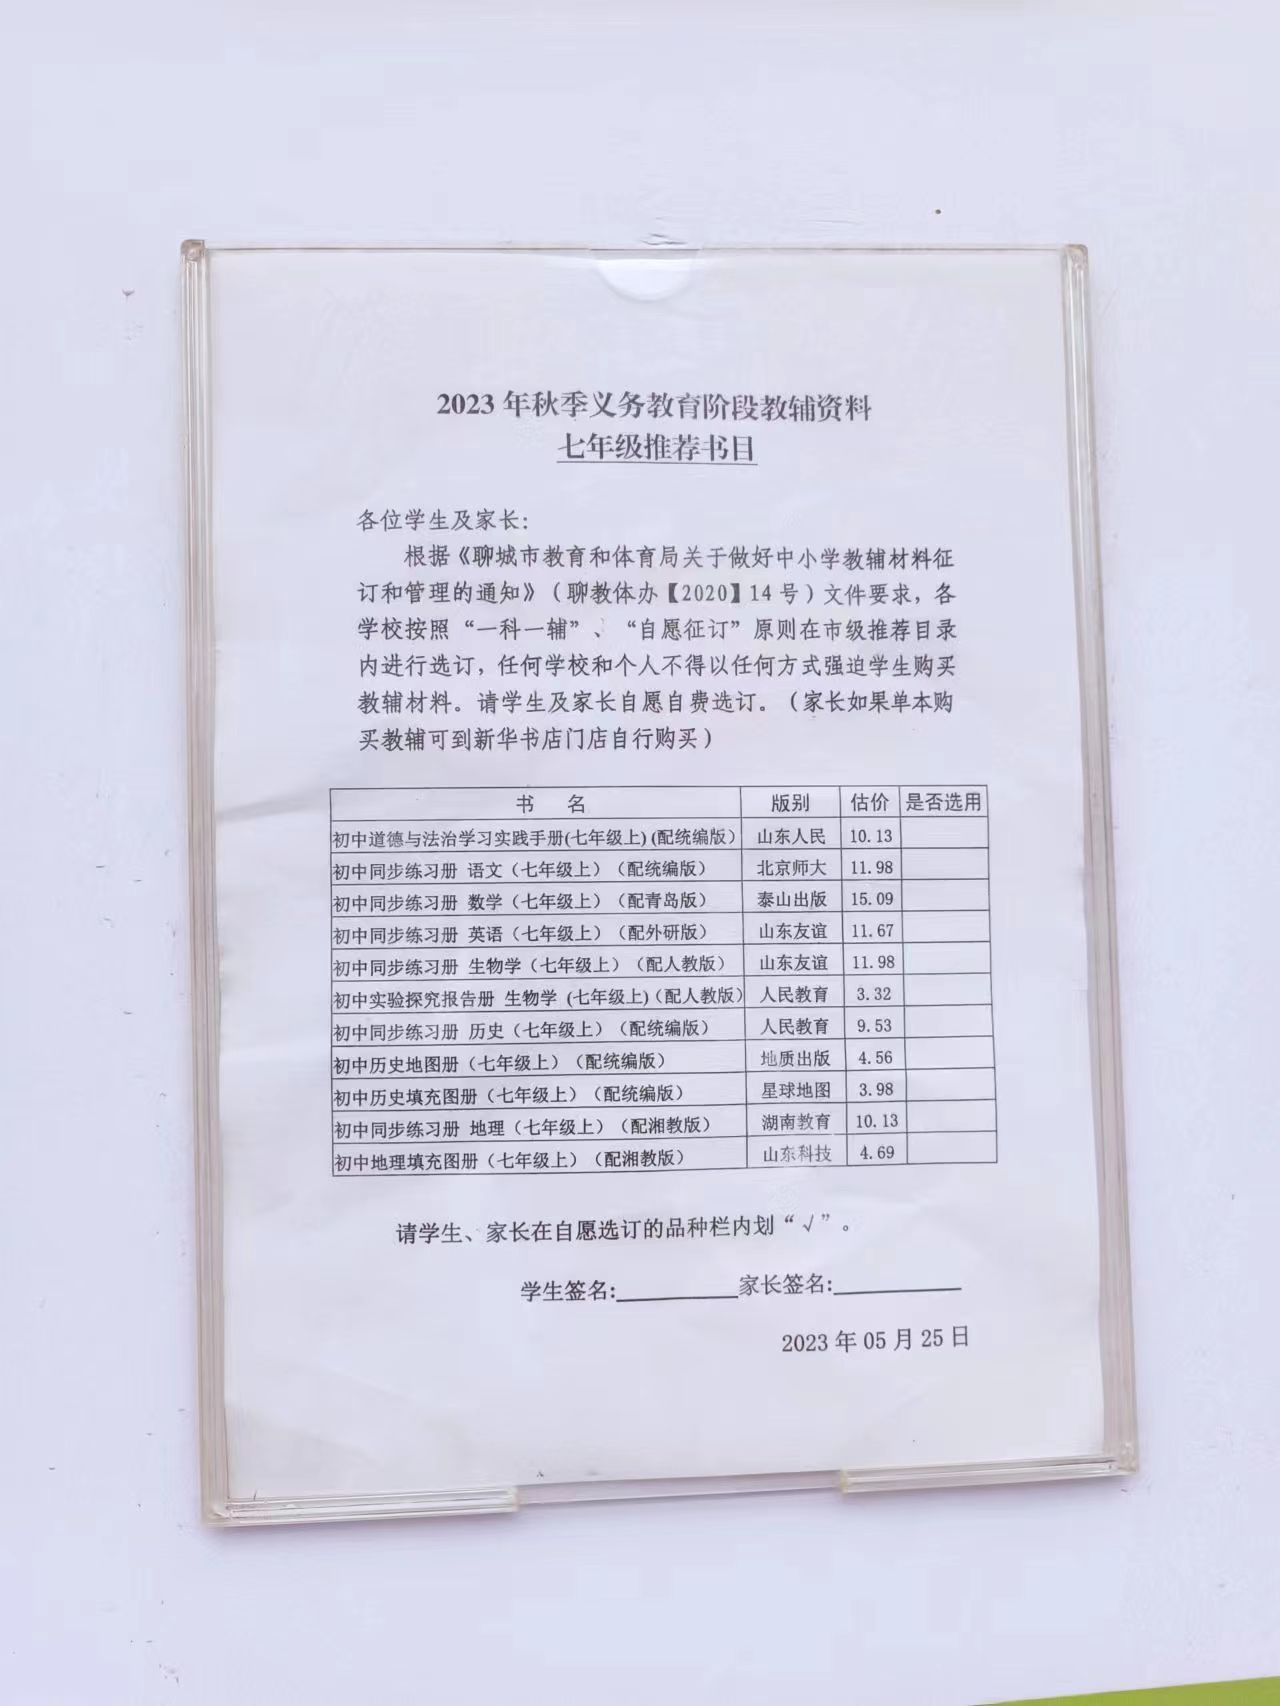 2023年秋季义务教育阶段教辅资料
七年级推荐书目
各位学生及家长:
根据《聊城市教育和体育局关于做好中小学教辅材料征
订和管理的通知》(聊教体办【2020】14号)文件要求，各
学校按照“一科一辅”、“自愿征订”原则在市级推荐目录
内进行选订，任何学校和个人不得以任何方式强迫学生购买
教辅材料。请学生及家长自愿自费选订。(家长如果单本购
买教辅可到新华书店门店自行购买)
书 名 版别 估价 是否选用
初中道德与法治学习实践手册(七年级上)(配统编版) 山东人民 10.13
初中同步练习册 语文（七年级上）（配统编版） 北京师大 11.98
初中同步练习册 数学（七年级上）（配青岛版） 泰山出版 15.09
初中同步练习册 英语（七年级上）（配外研版） 山东友谊 11.67
初中同步练习册 生物学（七年级上）（配人教版） 山东友谊 11.98
初中实验探究报告册 生物学 (七年级上)(配人教版) 人民教育 3.32
初中同步练习册 历史（七年级上）（配统编版） 人民教育 9.53
初中历史地图册（七年级上）（配统编版） 地质出版 4.56
初中历史填充图册（七年级上）（配统编版） 星球地图 3.98
初中同步练习册 地理（七年级上）（配湘教版） 湖南教育 10.13
初中地理填充图册（七年级上）（配湘教版） 山东科技 4.69
请学生、家长在自愿选订的品种栏内划“√”。
学生签名:__________家长签名:__________
2023年05月25日